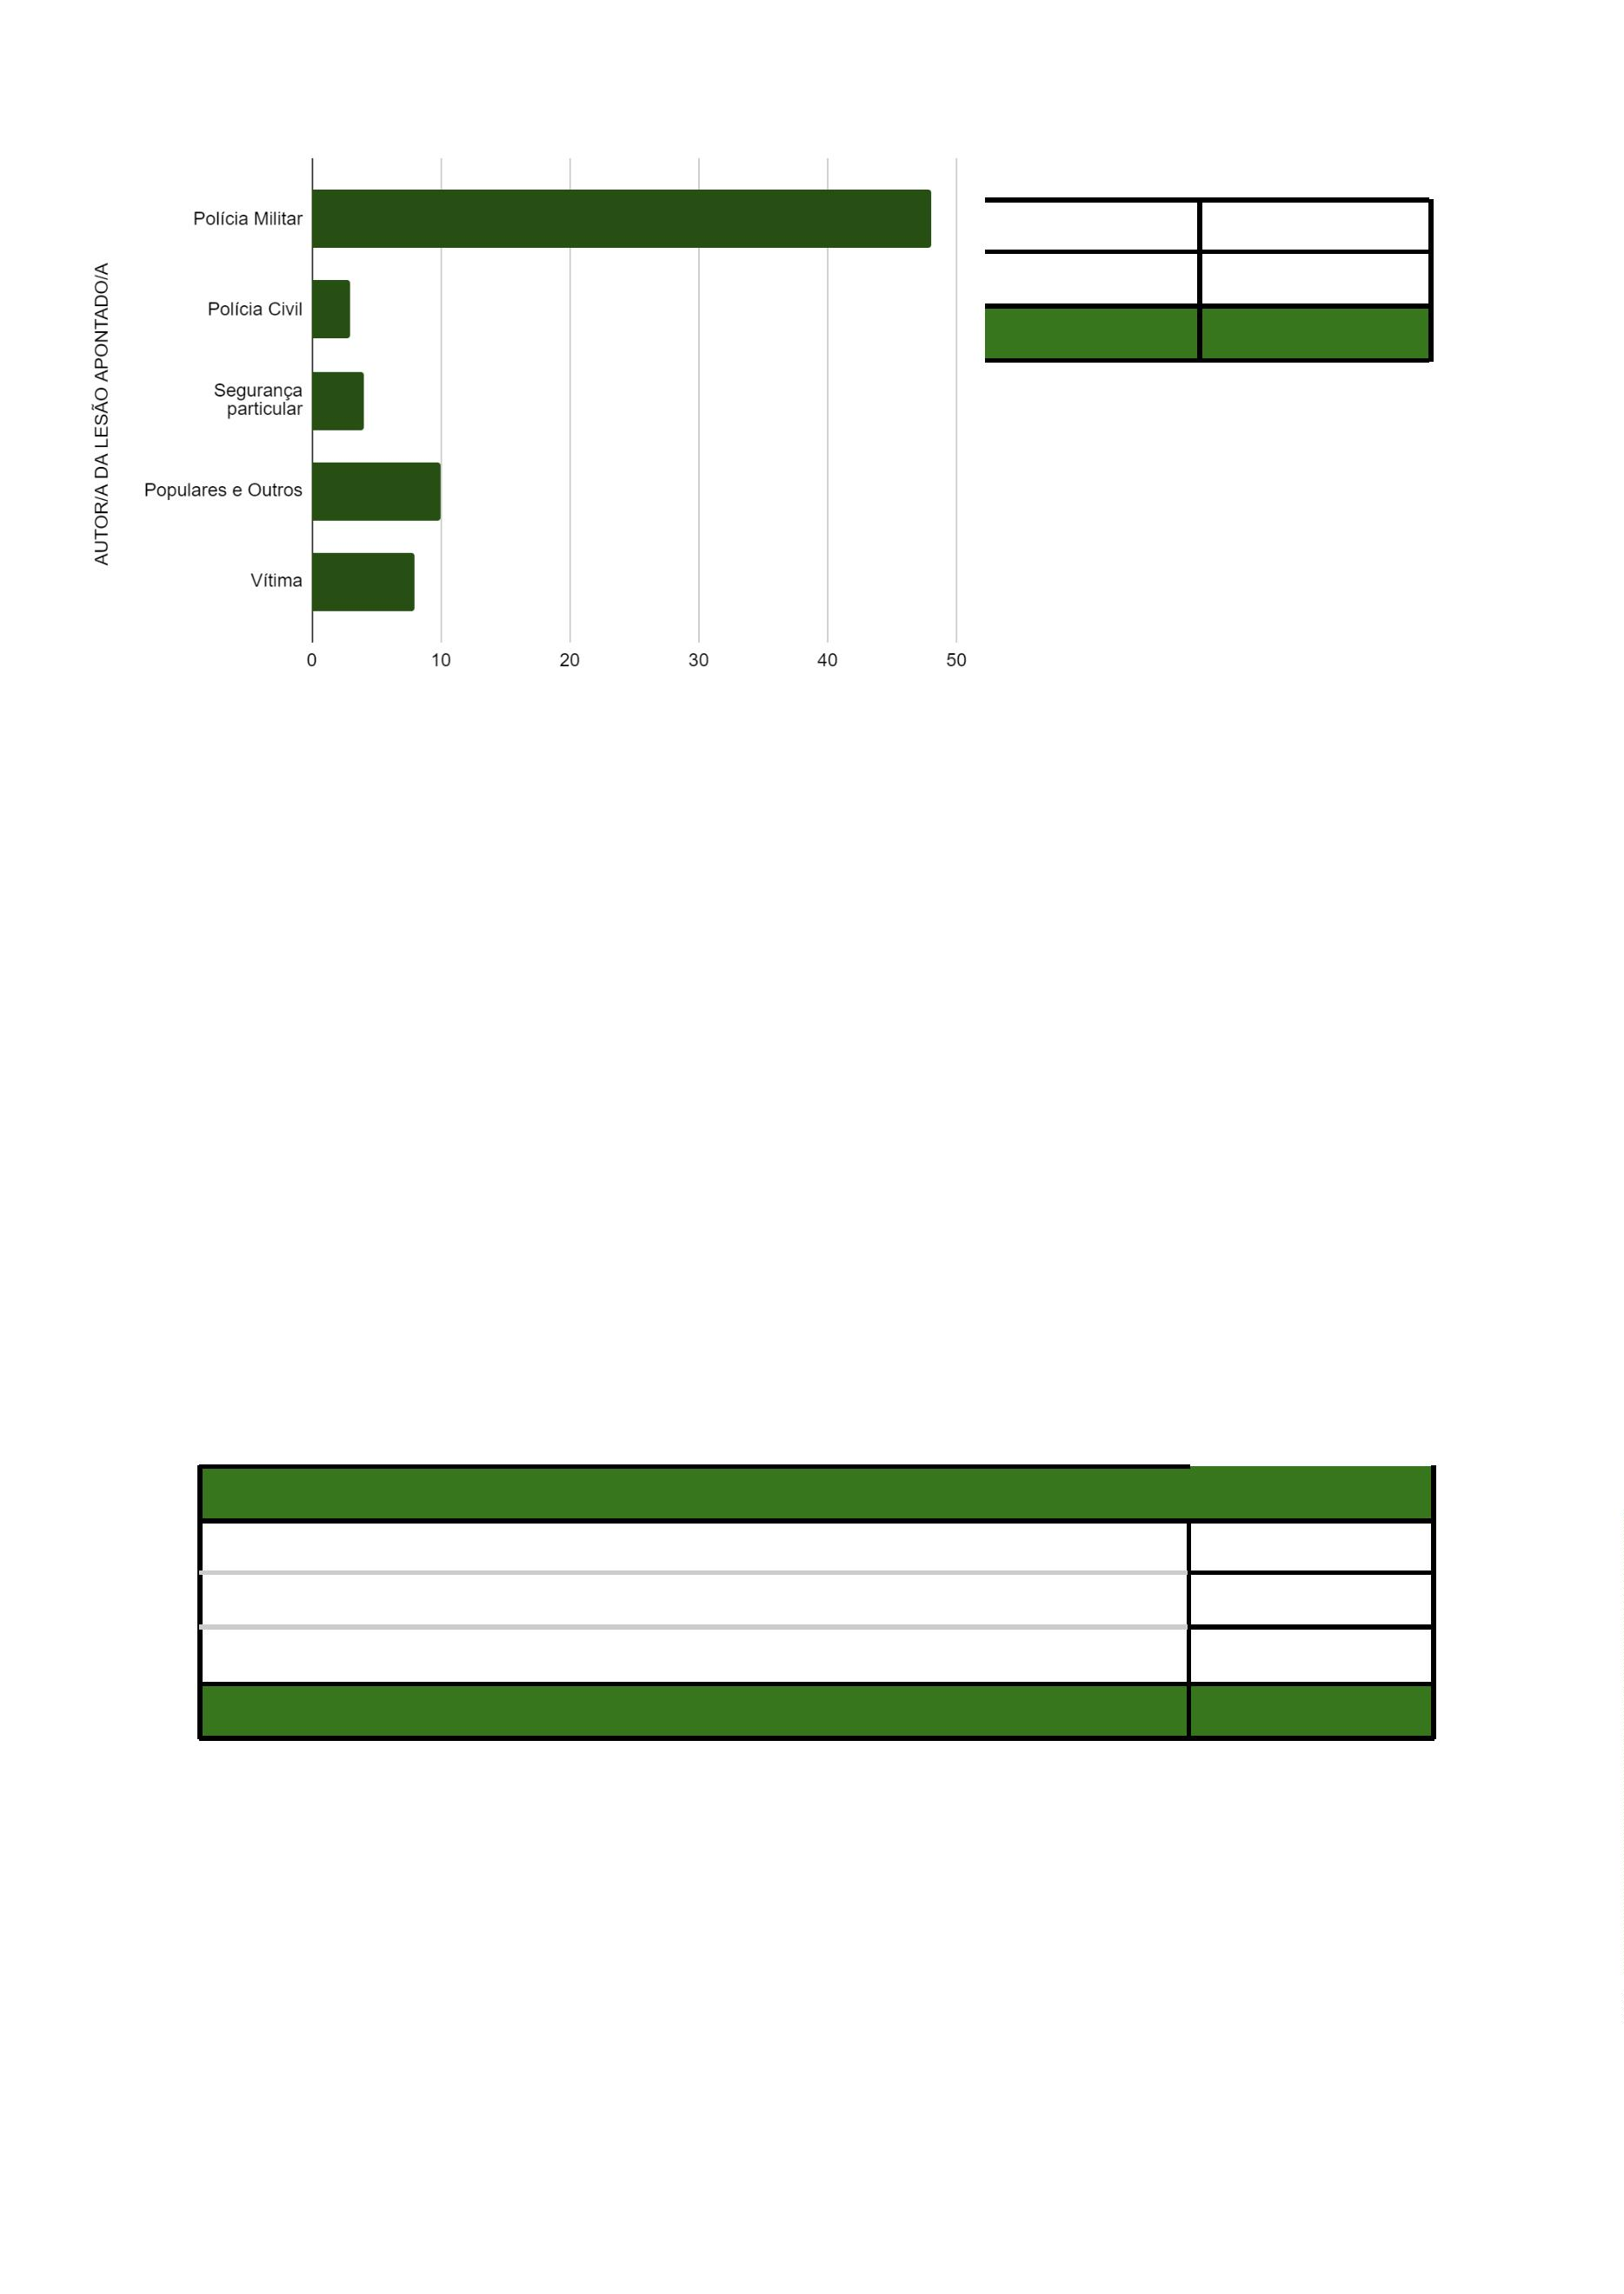 AUTOR/A DA LESÃO APONTADO/A
Polícia Militar
Polícia Civil
Segurança
particular
Populares e Outros
Vítima
0 10 20 30 40 50